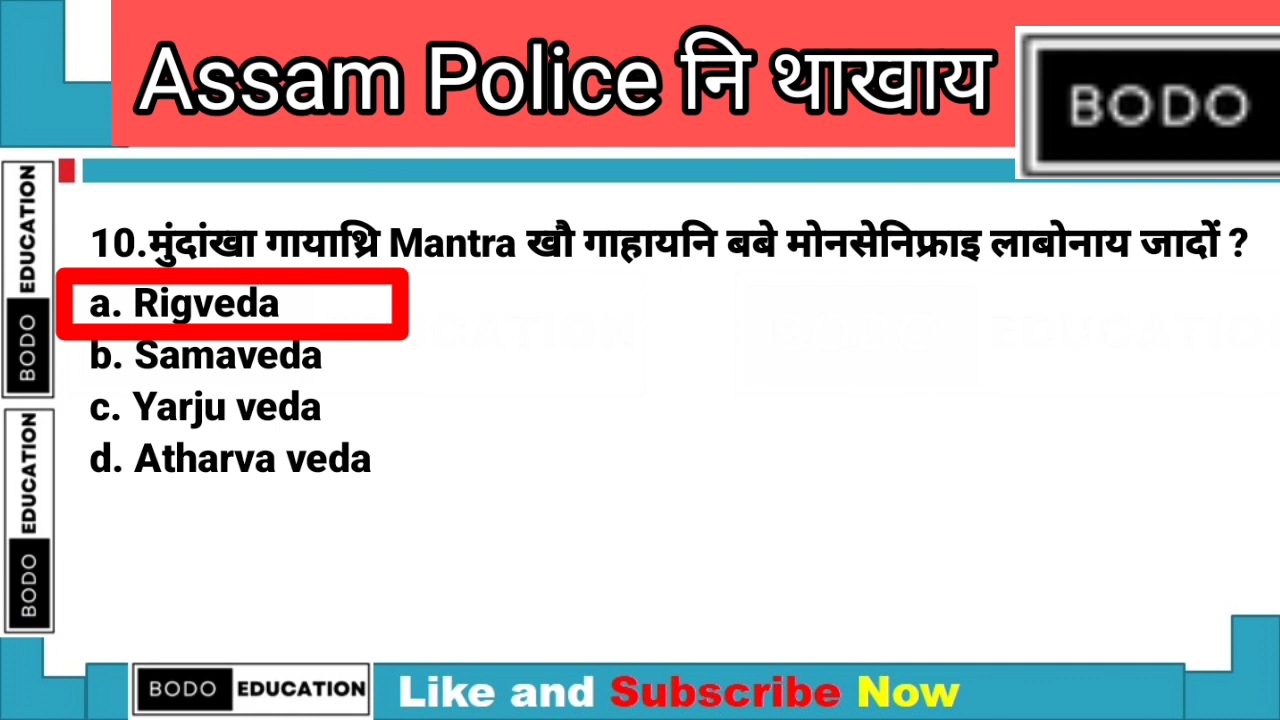 Assam Police नि थाखाय
BODO
BODO EDUCATION
10.मुंदांखा गायाथ्रि Mantra खौ गाहायनि बबे मोनसेनिफ्राइ लाबोनाय जादों ?
a. Rigveda
b. Samaveda
c. Yarju veda
d. Atharva veda
BODO EDUCATION
BODO EDUCATION
Like and Subscribe Now